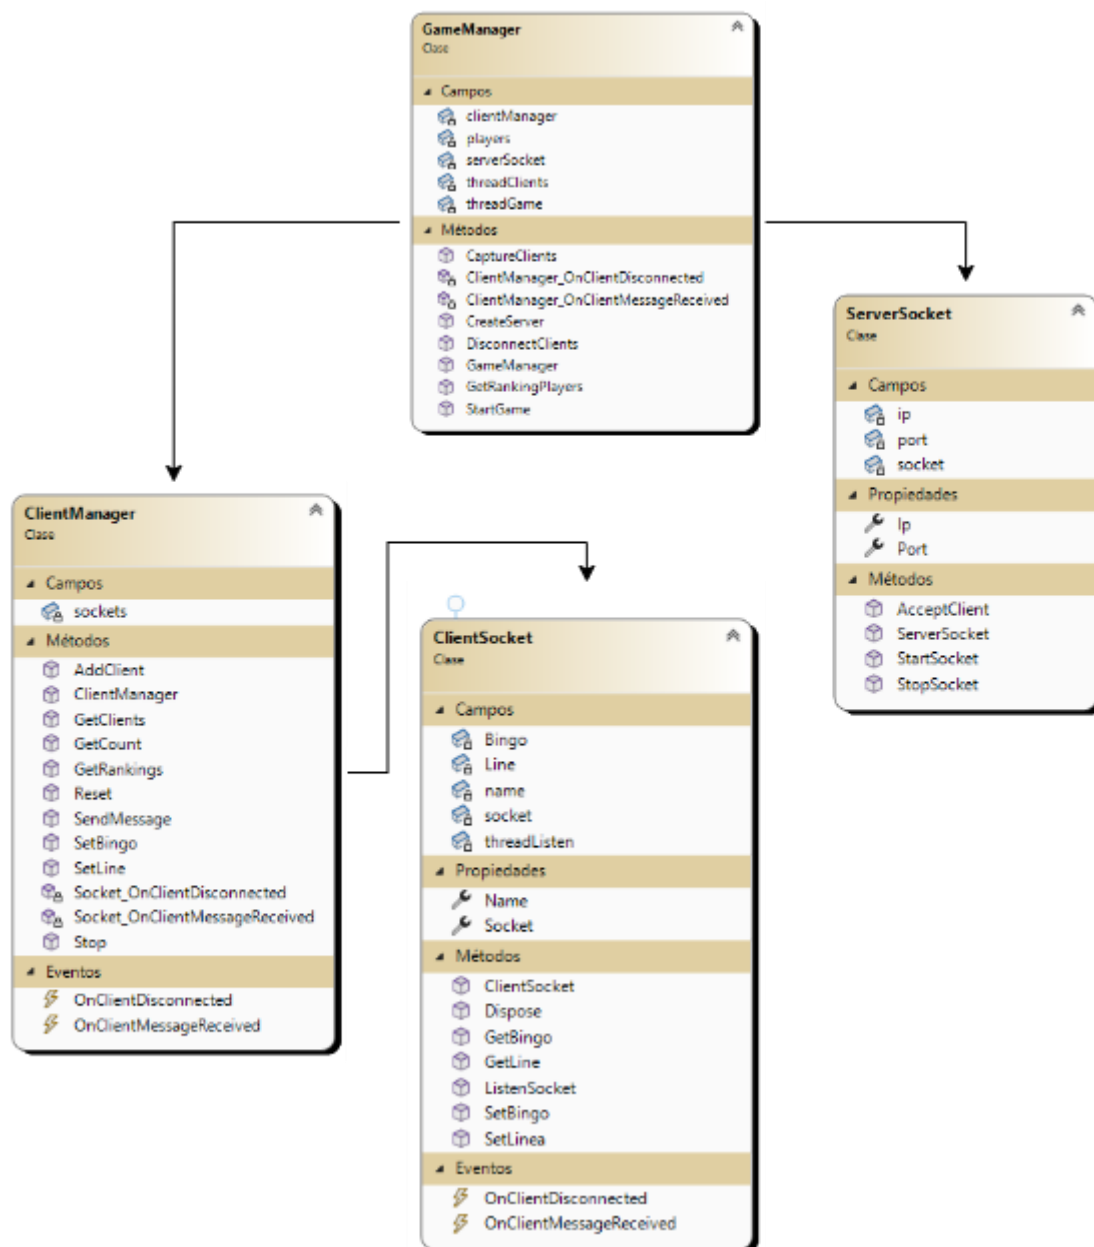 GameManager
Clase
Campos
clientManager
players
serverSocket
threadClients
threadGame
Métodos
CaptureClients
ClientManager_OnClientDisconnected
ClientManager_OnClientMessageReceived
CreateServer
DisconnectClients
GameManager
GetRankingPlayers
StartGame
ServerSocket
Clase
Campos
ip
port
socket
Propiedades
Ip
Port
Métodos
AcceptClient
ServerSocket
StartSocket
StopSocket
ClientManager
Clase
Campos
sockets
Métodos
AddClient
ClientManager
GetClients
GetCount
GetRankings
Reset
SendMessage
SetBingo
SetLine
Socket_OnClientDisconnected
Socket_OnClientMessageReceived
Stop
Eventos
OnClientDisconnected
OnClientMessageReceived
ClientSocket
Clase
Campos
Bingo
Line
name
socket
threadListen
Propiedades
Name
Socket
Métodos
ClientSocket
Dispose
GetBingo
GetLine
ListenSocket
SetBingo
SetLinea
Eventos
OnClientDisconnected
OnClientMessageReceived